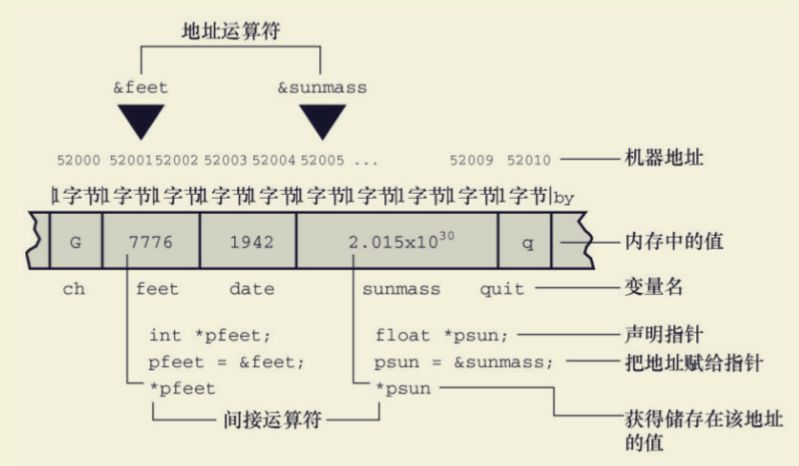 地址运算符
&feet &sunmass
52000 52001 52002 52003 52004 52005 ... 52009 52010 机器地址
1字节 1字节 1字节 1字节 1字节 1字节 1字节 1字节 1字节 1字节 by
G 7776 1942 2.015x10³⁰ q 内存中的值
ch feet date sunmass quit 变量名
int *pfeet; float *psun; 声明指针
pfeet = &feet; psun = &sunmass; 把地址赋给指针
*pfeet *psun
间接运算符 获得储存在该地址
的值